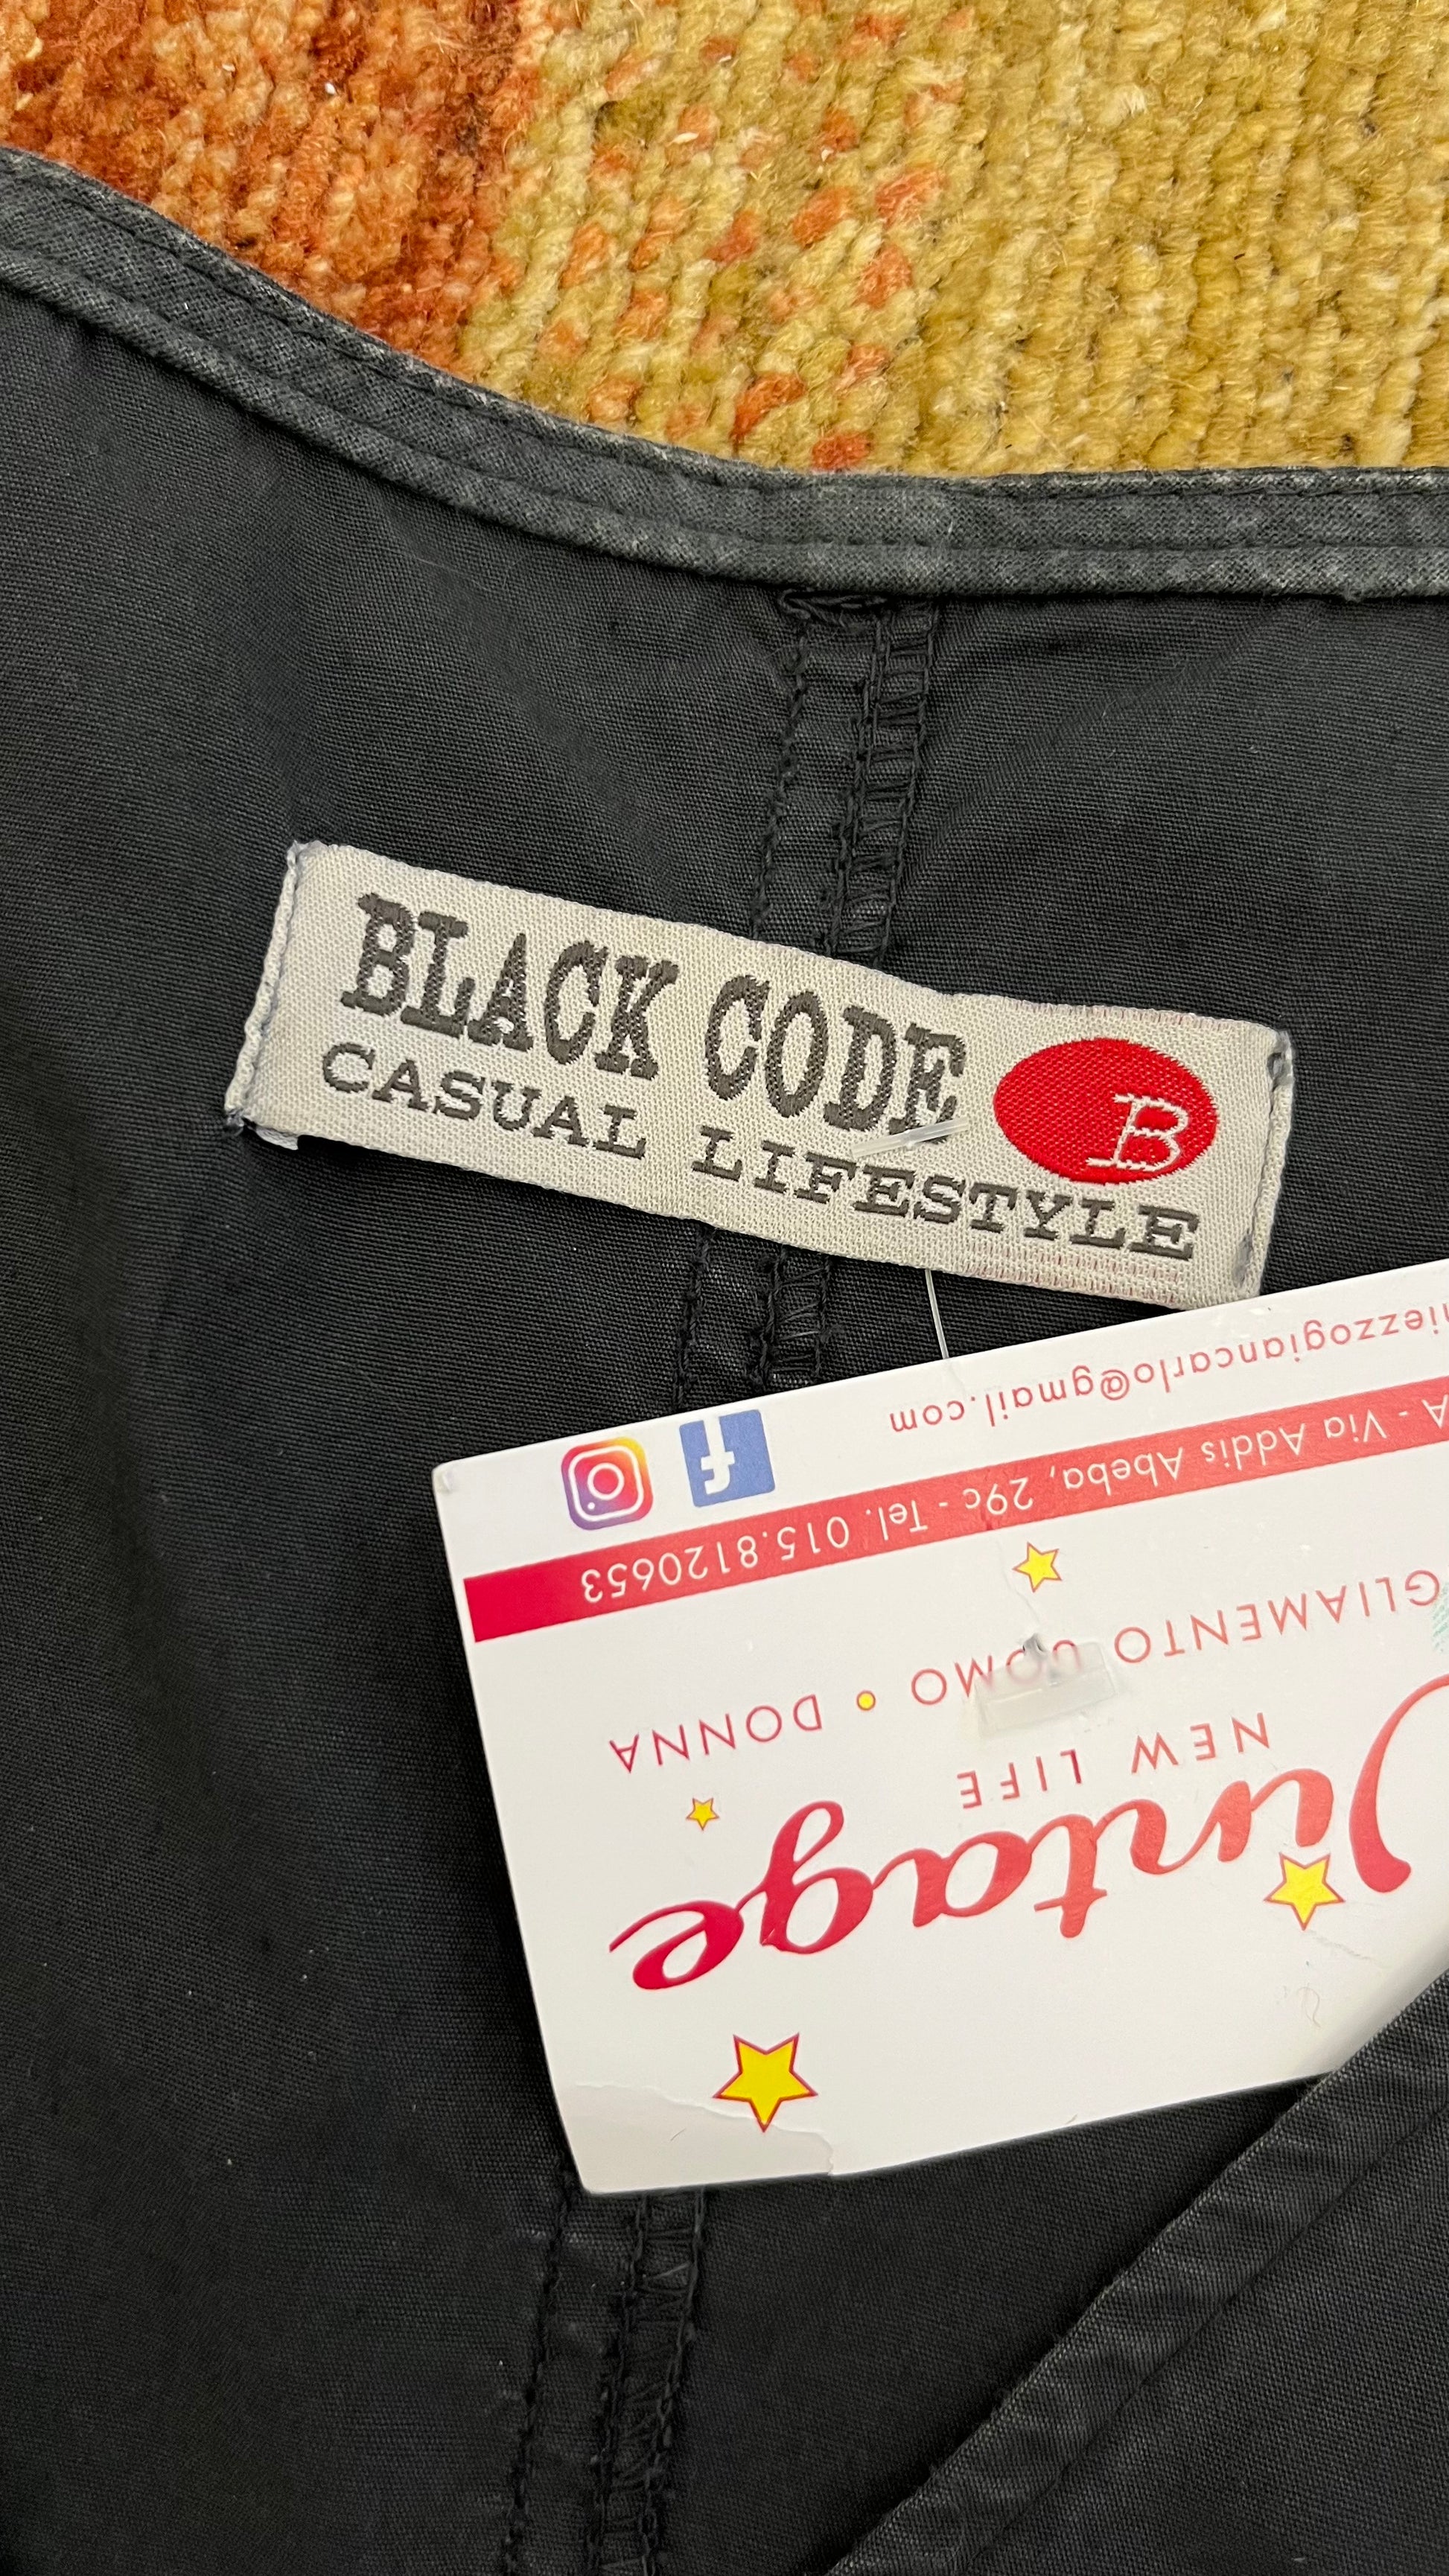 BLACK CODE
B
CASUAL LIFESTYLE
Vintage
NEW LIFE
UOMO • DONNA
A - Via Addis Abeba, 29c - Tel. 015.8120653
iezzogiancarlo@gmail.com
f